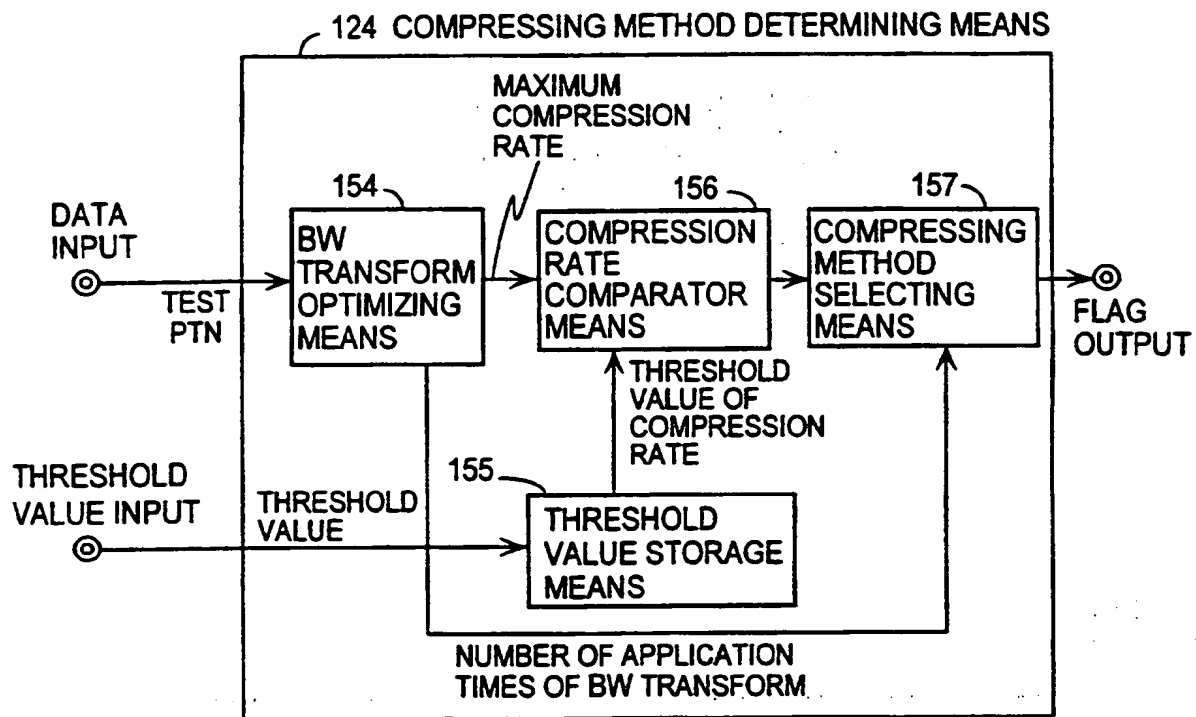 124 COMPRESSING METHOD DETERMINING MEANS
MAXIMUM
COMPRESSION
RATE
154
156
157
DATA
INPUT
TEST
PTN
BW
TRANSFORM
OPTIMIZING
MEANS
COMPRESSION
RATE
COMPARATOR
MEANS
COMPRESSING
METHOD
SELECTING
MEANS
FLAG
OUTPUT
THRESHOLD
VALUE OF
COMPRESSION
RATE
THRESHOLD
VALUE INPUT
THRESHOLD
VALUE
155
THRESHOLD
VALUE STORAGE
MEANS
NUMBER OF APPLICATION
TIMES OF BW TRANSFORM